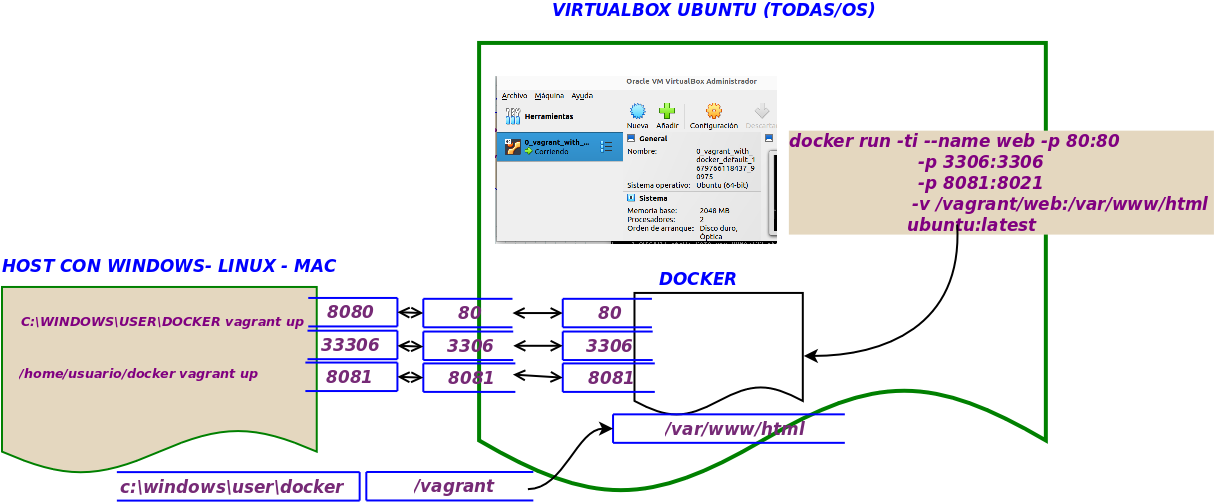 VIRTUALBOX UBUNTU (TODAS/OS)
Oracle VM VirtualBox Administrador
Archivo Máquina Ayuda
Herramientas
Nueva Añadir Configuración Descartar
0_vagrant_with_...
Corriendo
General
Nombre: 0_vagrant_with_
docker_default_1
679766118437_9
0975
Sistema operativo: Ubuntu (64-bit)
Sistema
Memoria base: 2048 MB
Procesadores: 2
Orden de arranque: Disco duro,
Óptica
docker run -ti --name web -p 80:80
-p 3306:3306
-p 8081:8021
-v /vagrant/web:/var/www/html
ubuntu:latest
HOST CON WINDOWS- LINUX - MAC
DOCKER
C:\WINDOWS\USER\DOCKER vagrant up
/home/usuario/docker vagrant up
8080 80 80
33306 3306 3306
8081 8081 8081
/var/www/html
c:\windows\user\docker /vagrant